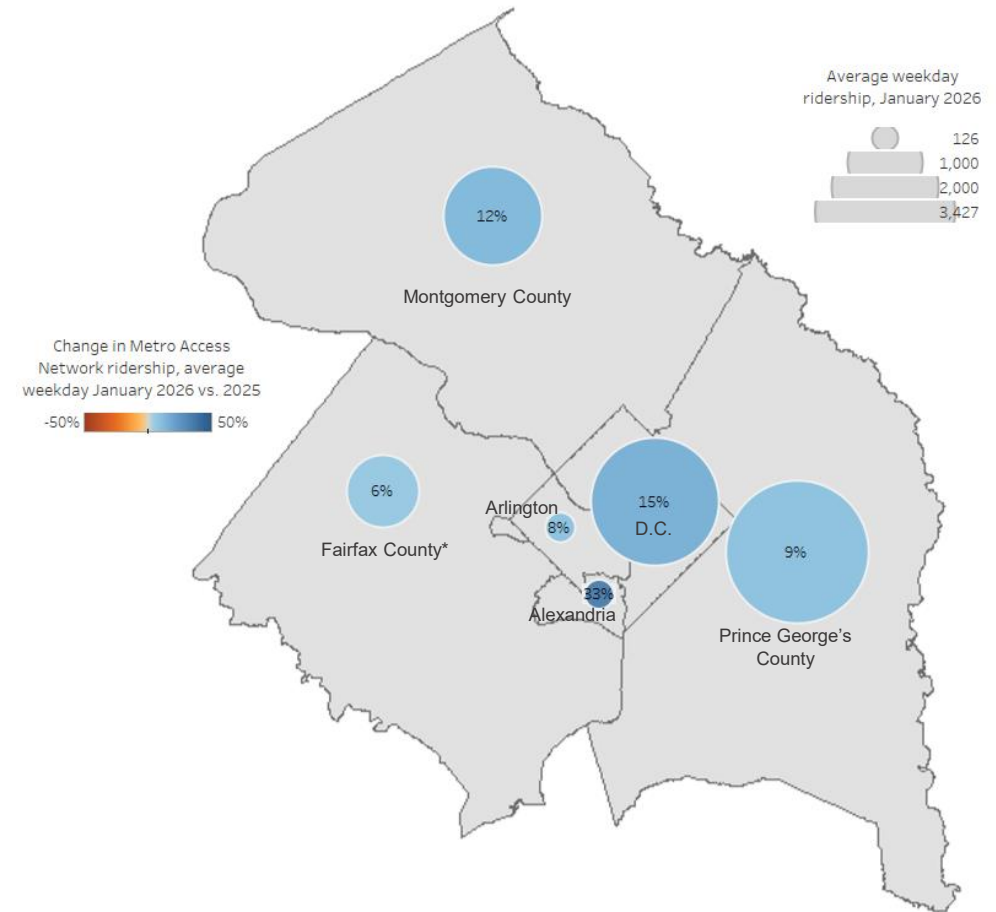 Average weekday
ridership, January 2026
126
1,000
2,000
3,427
12%
Montgomery County
Change in Metro Access
Network ridership, average
weekday January 2026 vs. 2025
-50% 50%
6%
Fairfax County*
Arlington
8%
15%
D.C.
9%
Prince George’s
County
33%
Alexandria